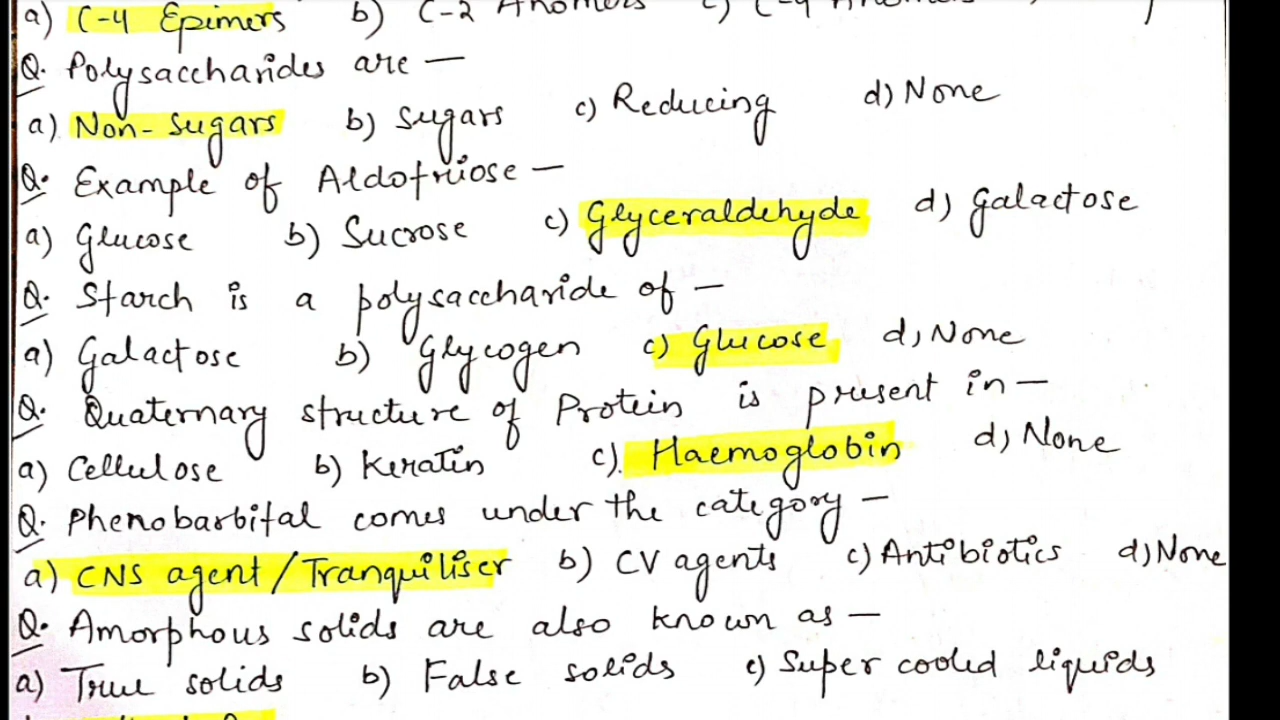 a) C-4 Epimers b) C-2 Anomers c) C-4 Anomers
Q. Polysaccharides are —
a) Non-sugars b) sugars c) Reducing d) None
Q. Example of Aldotriose —
a) Glucose b) Sucrose c) Glyceraldehyde d) Galactose
Q. Starch is a polysaccharide of —
a) Galactose b) Glycogen c) Glucose d) None
Q. Quaternary structure of Protein is present in —
a) Cellulose b) Keratin c) Haemoglobin d) None
Q. Phenobarbital comes under the category —
a) CNS agent / Tranquiliser b) CV agents c) Antibiotics d) None
Q. Amorphous solids are also known as —
a) True solids b) False solids c) Super cooled liquids